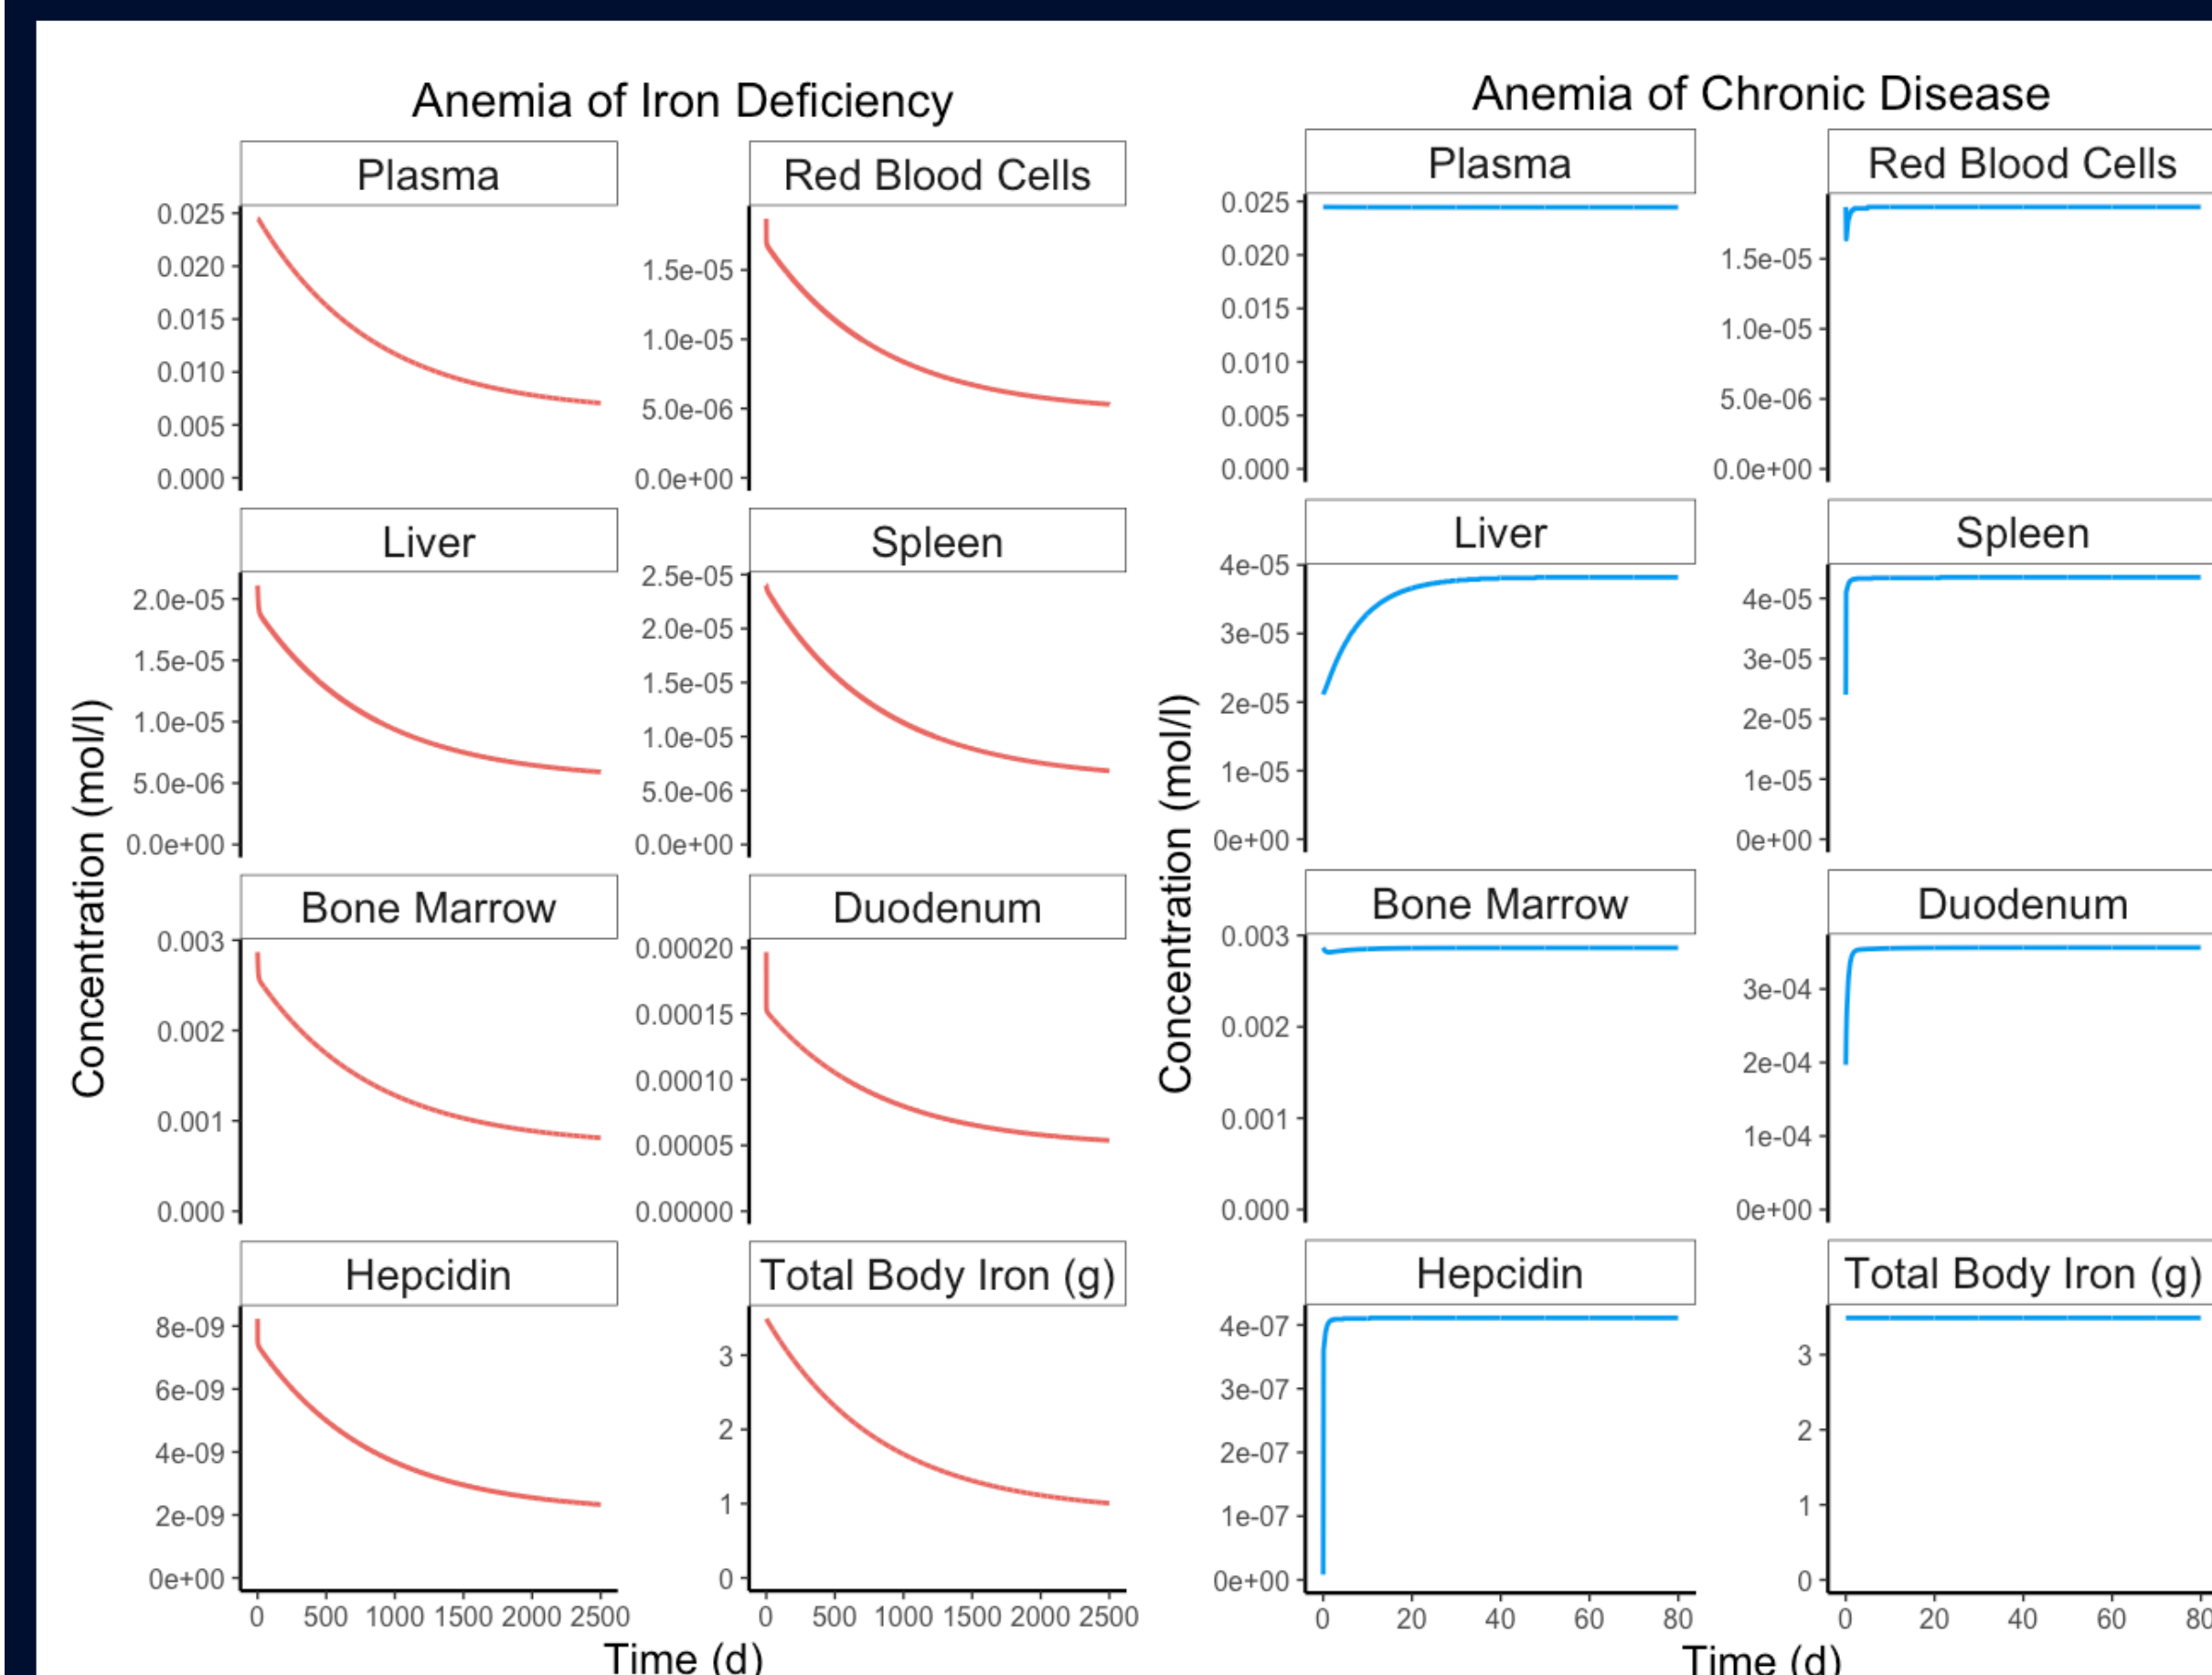 Anemia of Iron Deficiency
Plasma
0.025
0.020
0.015
0.010
0.005
0.000
Red Blood Cells
1.5e-05
1.0e-05
5.0e-06
0.0e+00
Liver
2.0e-05
1.5e-05
1.0e-05
5.0e-06
0.0e+00
Spleen
2.5e-05
2.0e-05
1.5e-05
1.0e-05
5.0e-06
0.0e+00
Concentration (mol/l)
Bone Marrow
0.003
0.002
0.001
0.000
Duodenum
0.00020
0.00015
0.00010
0.00005
0.00000
Hepcidin
8e-09
6e-09
4e-09
2e-09
0e+00
0 500 1000 1500 2000 2500
Total Body Iron (g)
3
2
1
0
0 500 1000 1500 2000 2500
Time (d)
Anemia of Chronic Disease
Plasma
0.025
0.020
0.015
0.010
0.005
0.000
Red Blood Cells
1.5e-05
1.0e-05
5.0e-06
0.0e+00
Liver
4e-05
3e-05
2e-05
1e-05
0e+00
Spleen
4e-05
3e-05
2e-05
1e-05
0e+00
Concentration (mol/l)
Bone Marrow
0.003
0.002
0.001
0.000
Duodenum
3e-04
2e-04
1e-04
0e+00
Hepcidin
4e-07
3e-07
2e-07
1e-07
0e+00
0 20 40 60 80
Total Body Iron (g)
3
2
1
0
0 20 40 60 80
Time (d)